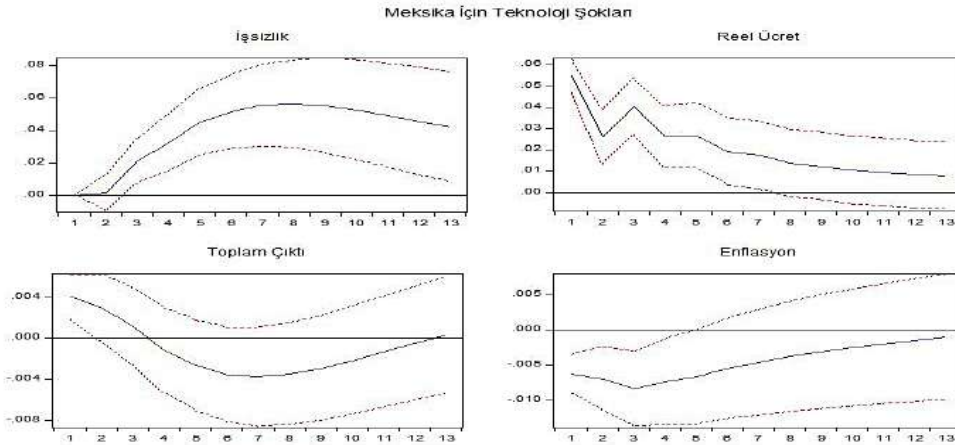 Meksika İçin Teknoloji Şokları
İşsizlik
Reel Ücret
.08
.06
.04
.02
.00
1 2 3 4 5 6 7 8 9 10 11 12 13
.06
.05
.04
.03
.02
.01
.00
1 2 3 4 5 6 7 8 9 10 11 12 13
Toplam Çıktı
Enflasyon
.004
.000
-.004
-.008
1 2 3 4 5 6 7 8 9 10 11 12 13
.005
.000
-.005
-.010
1 2 3 4 5 6 7 8 9 10 11 12 13